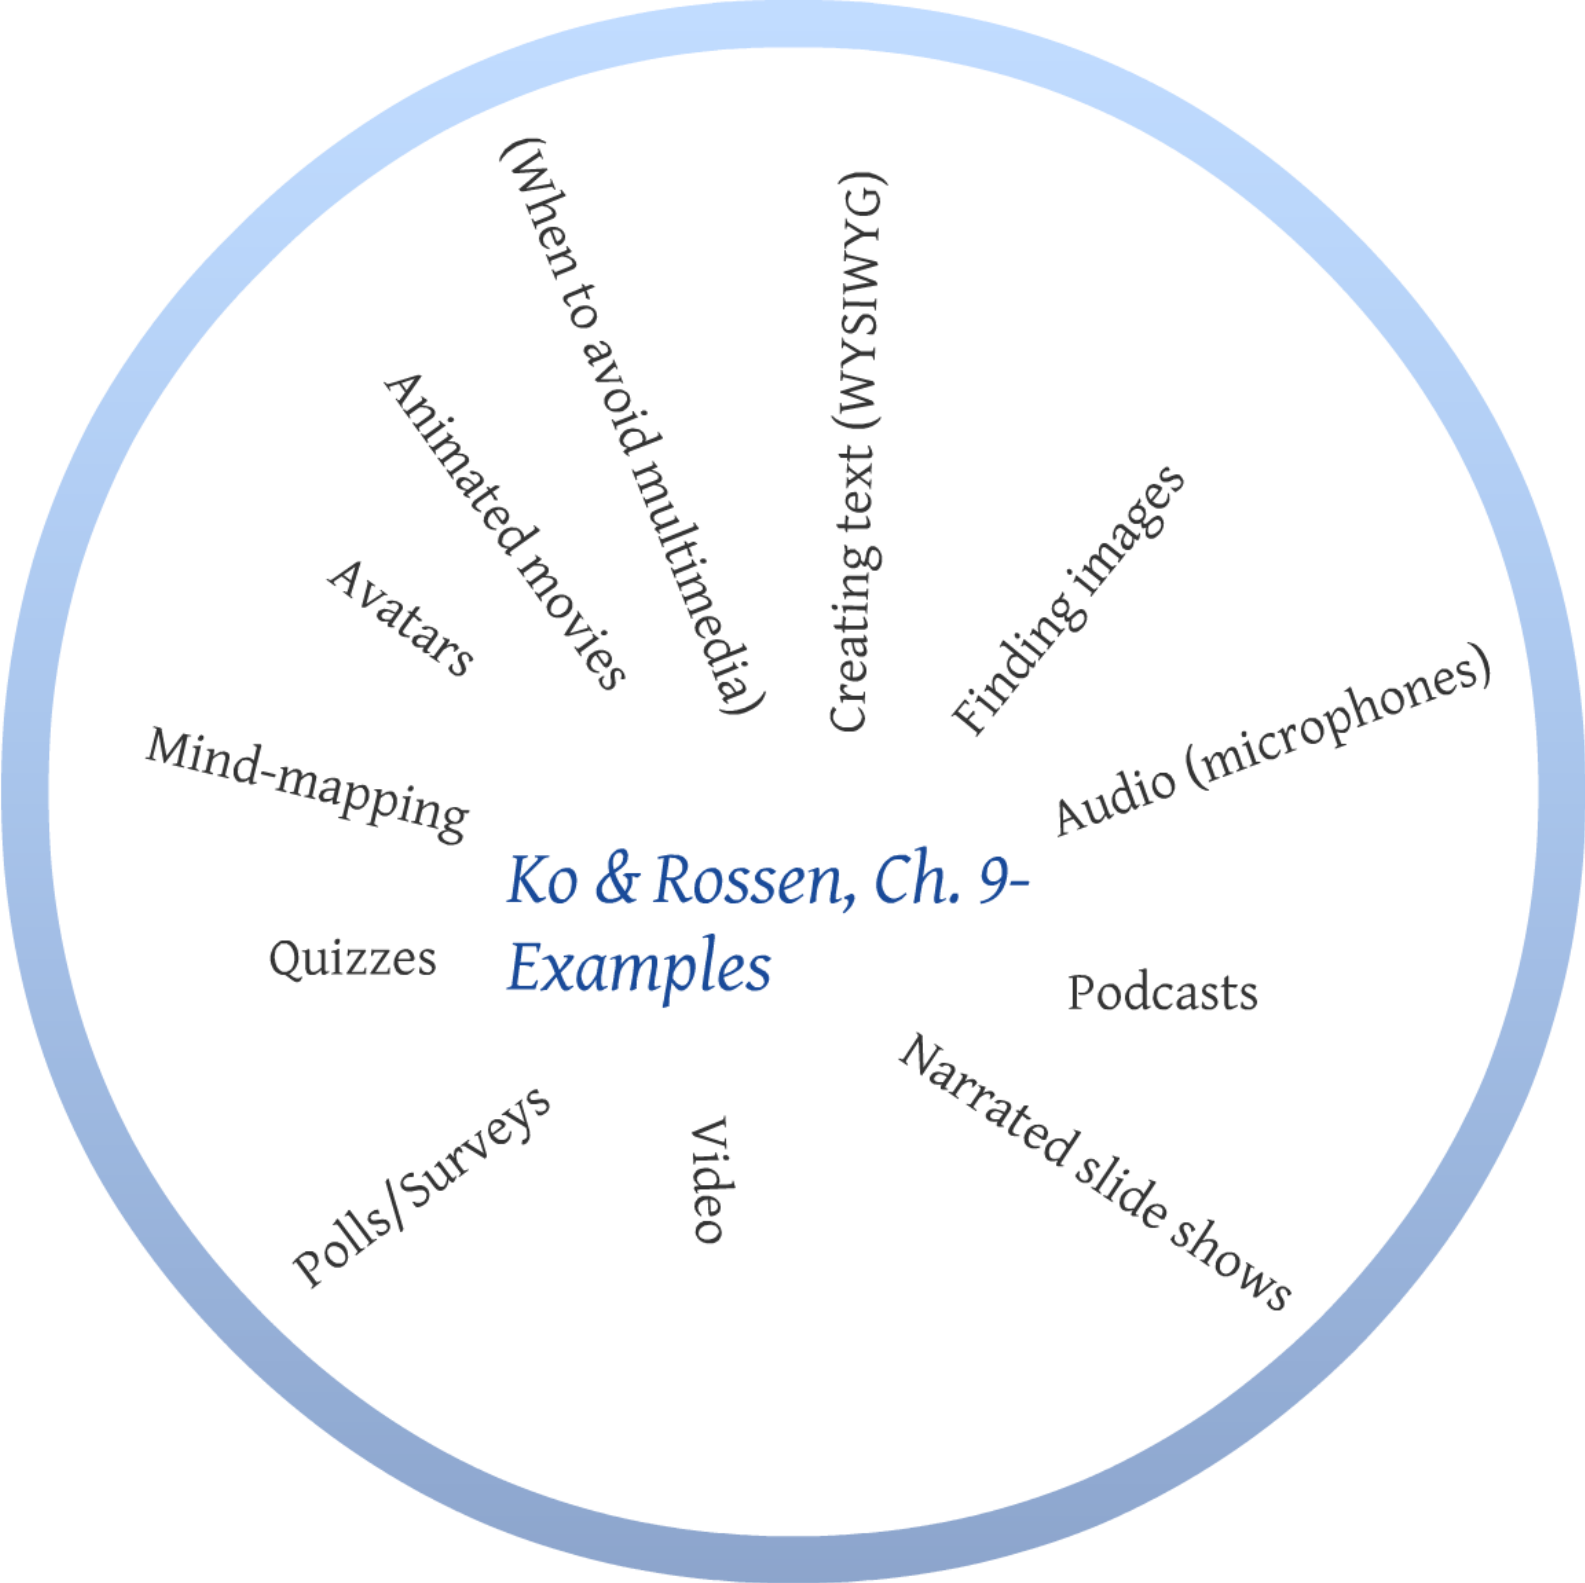 Ko & Rossen, Ch. 9-
Examples
Creating text (WYSIWYG)
Finding images
Audio (microphones)
Podcasts
Narrated slide shows
Video
Polls/Surveys
Quizzes
Mind-mapping
Avatars
Animated movies
(When to avoid multimedia)